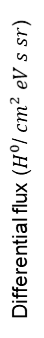 Differential flux (H⁰/ cm² eV s sr)